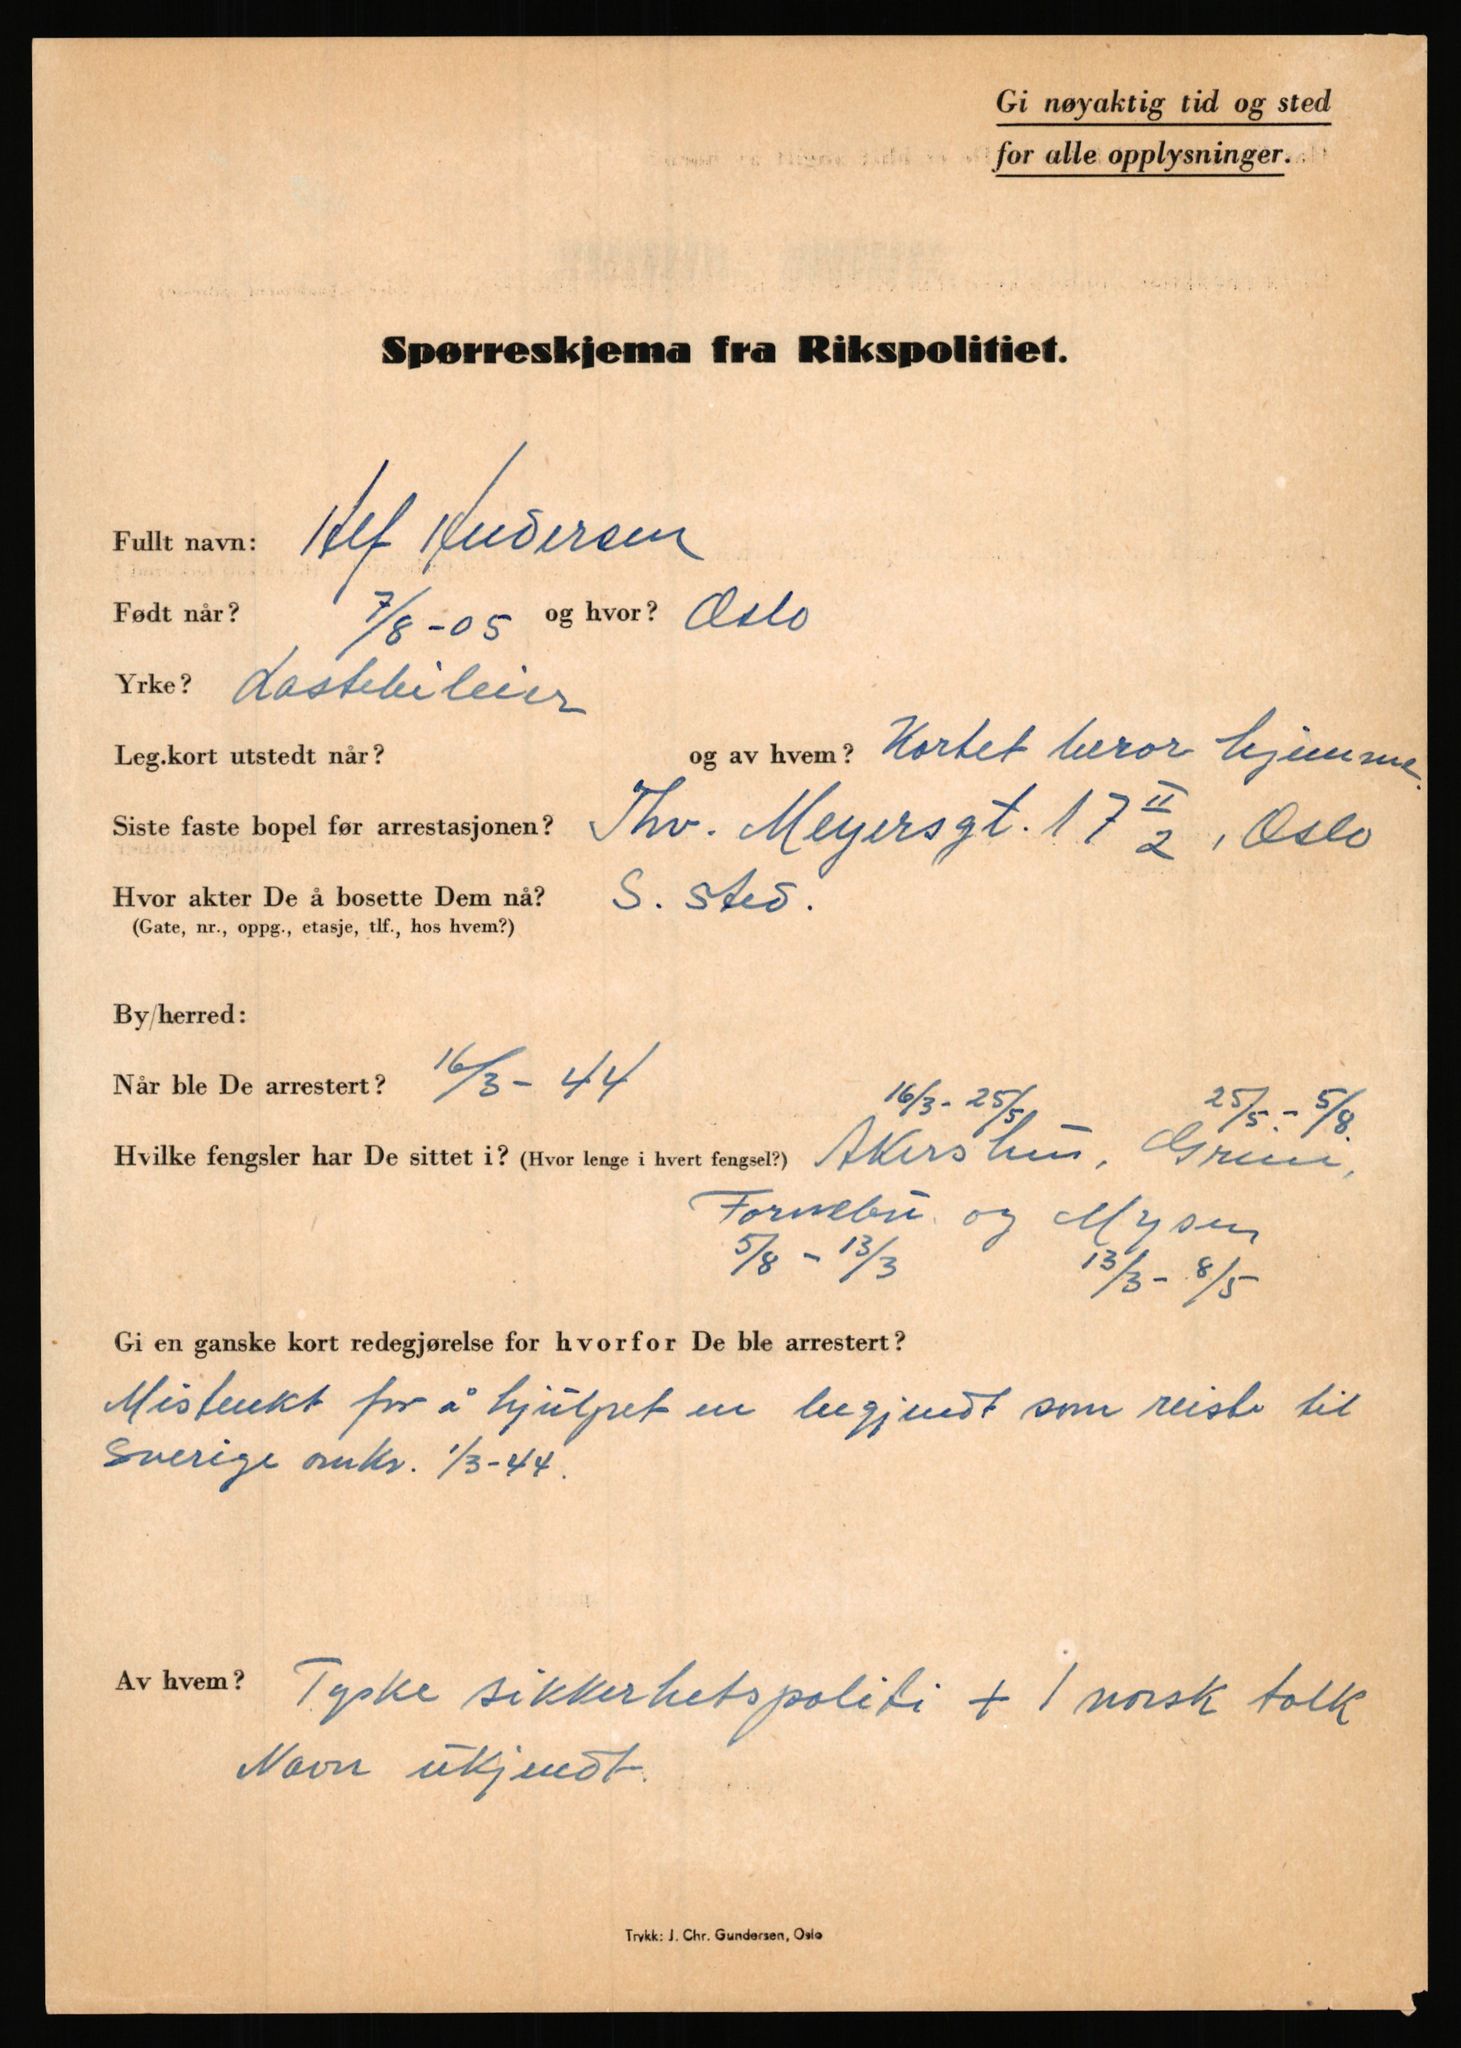 Gi nøyaktig tid og sted
for alle opplysninger.
Spørreskjema fra Rikspolitiet.
Fullt navn: Alf Andersen
Født når? 7/8-05 og hvor? Oslo
Yrke? Lastebileier
Leg.kort utstedt når? og av hvem? Kortet beror hjemme.
Siste faste bopel før arrestasjonen? Thv. Meyersgt. 17 II/2, Oslo
Hvor akter De å bosette Dem nå? S. sted.
(Gate, nr., oppg., etasje, tlf., hos hvem?)
By/herred:
Når ble De arrestert? 16/3-44
16/3-25/5 25/5-5/8.
Hvilke fengsler har De sittet i? (Hvor lenge i hvert fengsel?) Akershus, Grini,
Fornebu og Mysen
5/8-13/3 13/3-8/5
Gi en ganske kort redegjørelse for hvorfor De ble arrestert?
Mistenkt for å hjulpet en begjendt som reiste til
Sverige omkr. 1/3-44.
Av hvem? Tyske sikkerhetspoliti + 1 norsk tolk
Navn ukjendt.
Trykk: J. Chr. Gundersen, Oslo